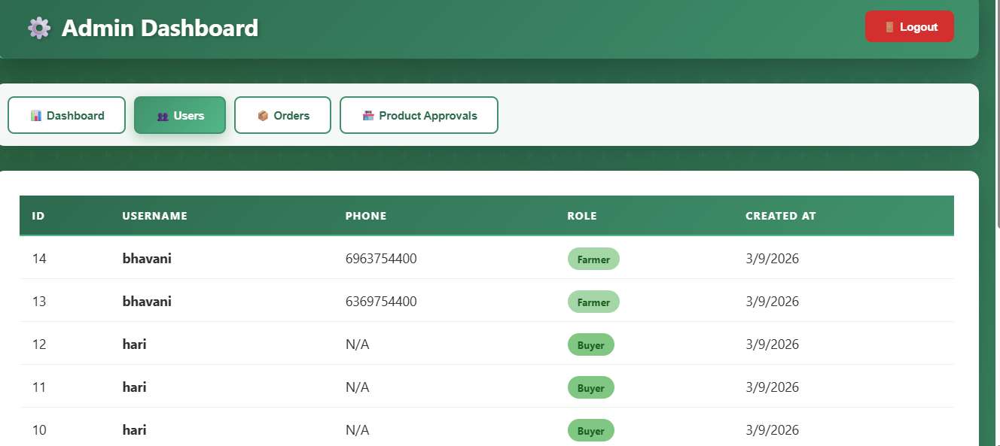 Admin Dashboard
Logout
Dashboard Users Orders Product Approvals
ID USERNAME PHONE ROLE CREATED AT
14 bhavani 6963754400 Farmer 3/9/2026
13 bhavani 6369754400 Farmer 3/9/2026
12 hari N/A Buyer 3/9/2026
11 hari N/A Buyer 3/9/2026
10 hari N/A Buyer 3/9/2026